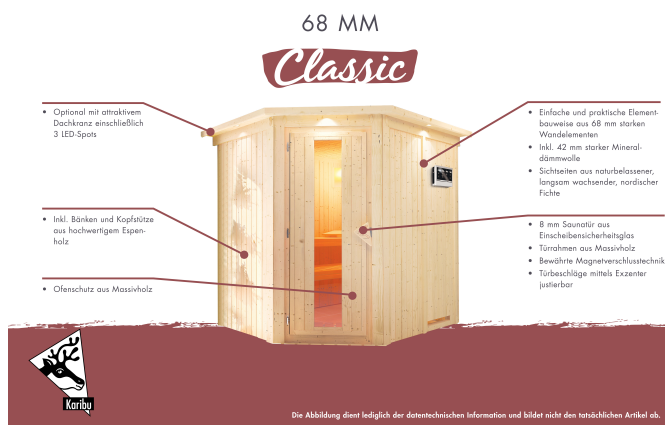 68 MM
Classic
• Optional mit attraktivem
Dachkranz einschließlich
3 LED-Spots
• Inkl. Bänken und Kopfstütze
aus hochwertigem Espen-
holz
• Ofenschutz aus Massivholz
• Einfache und praktische Element-
bauweise aus 68 mm starken
Wandelementen
• Inkl. 42 mm starker Mineral-
dämmwolle
• Sichtseiten aus naturbelassener,
langsam wachsender, nordischer
Fichte
• 8 mm Saunatür aus
Einscheibensicherheitsglas
• Türrahmen aus Massivholz
• Bewährte Magnetverschlusstechnik
• Türbeschläge mittels Exzenter
justierbar
Karibu
Die Abbildung dient lediglich der datentechnischen Information und bildet nicht den tatsächlichen Artikel ab.